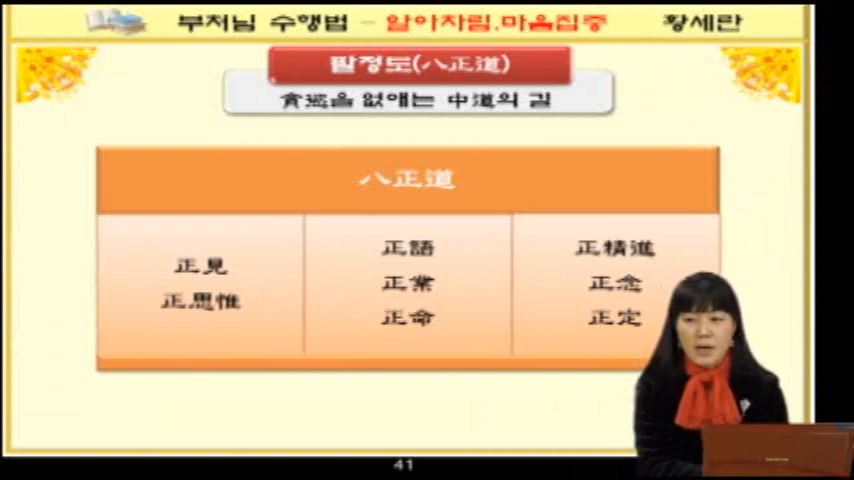 부처님 수행법 - 알아차림.마음집중 황세란
팔정도(八正道)
貪慾을 없애는 中道의 길
八正道
正見
正思惟
正語
正業
正命
正精進
正念
正定
41